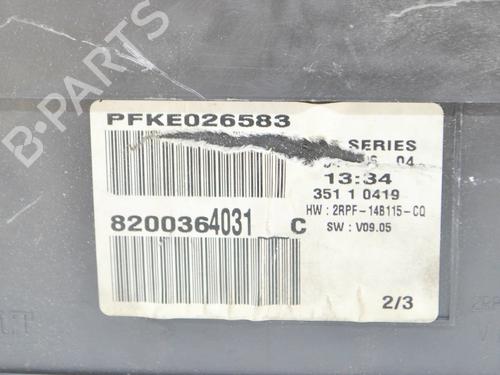 PFKE026583
SERIES
04
13:34
351 1 0419
8200364031 C
HW : 2RPF-14B115-CQ
SW : V09.05
2/3
B-PARTS